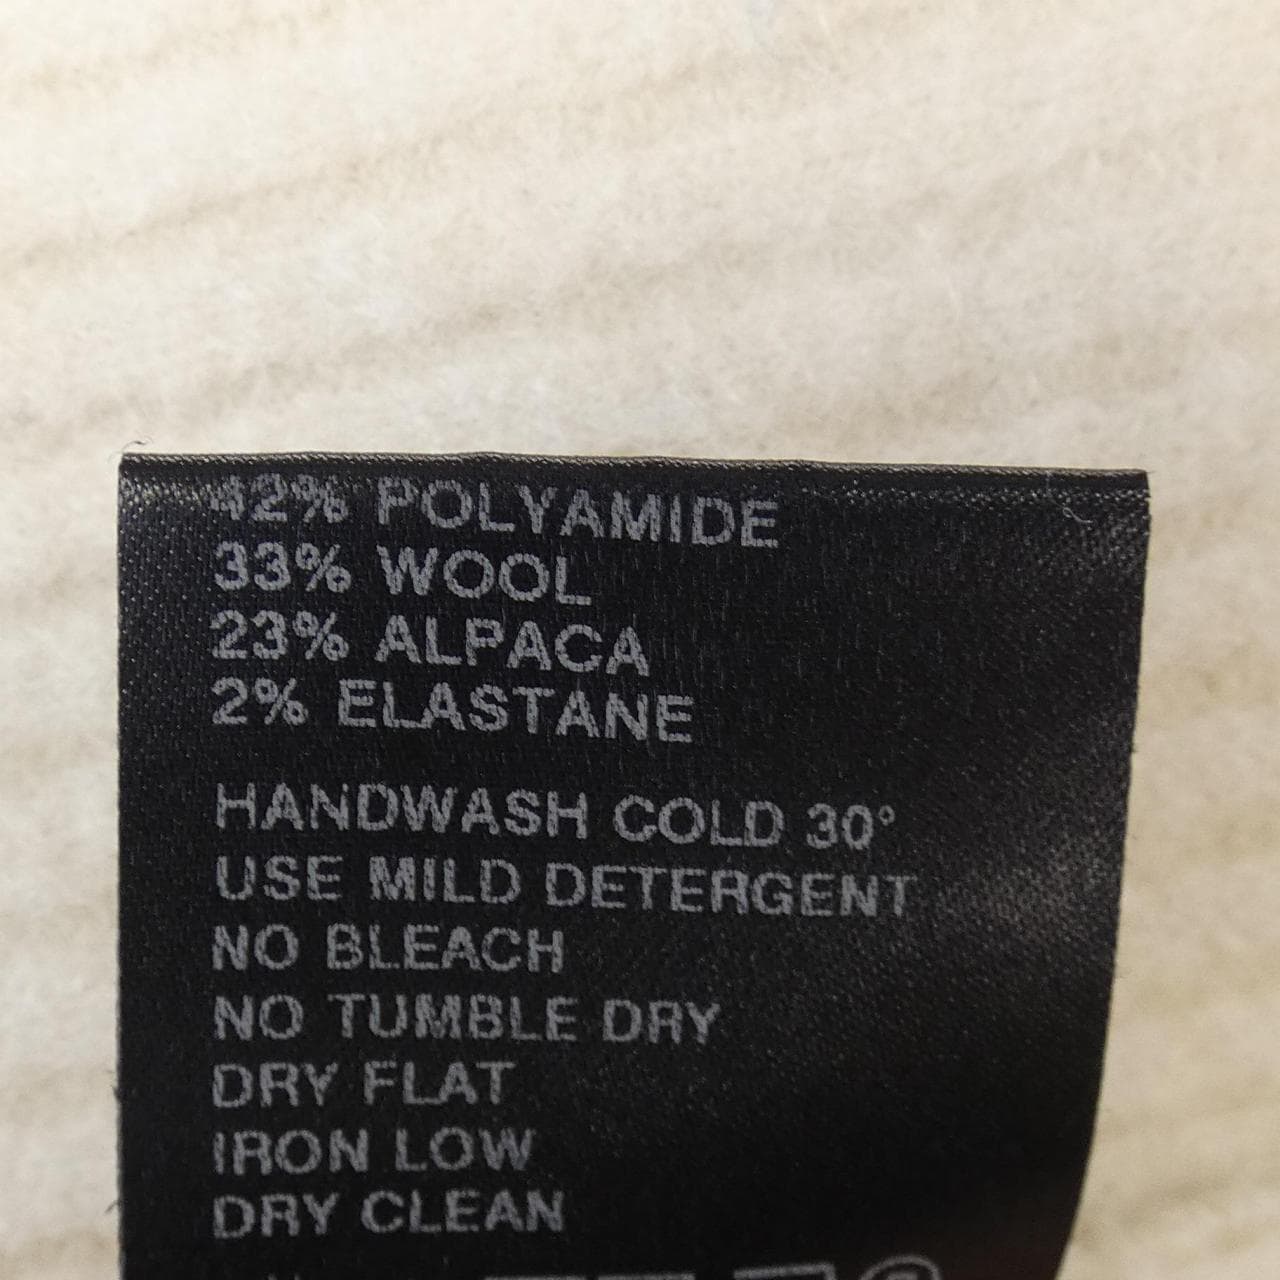 42% POLYAMIDE
33% WOOL
23% ALPACA
2% ELASTANE
HANDWASH COLD 30°
USE MILD DETERGENT
NO BLEACH
NO TUMBLE DRY
DRY FLAT
IRON LOW
DRY CLEAN